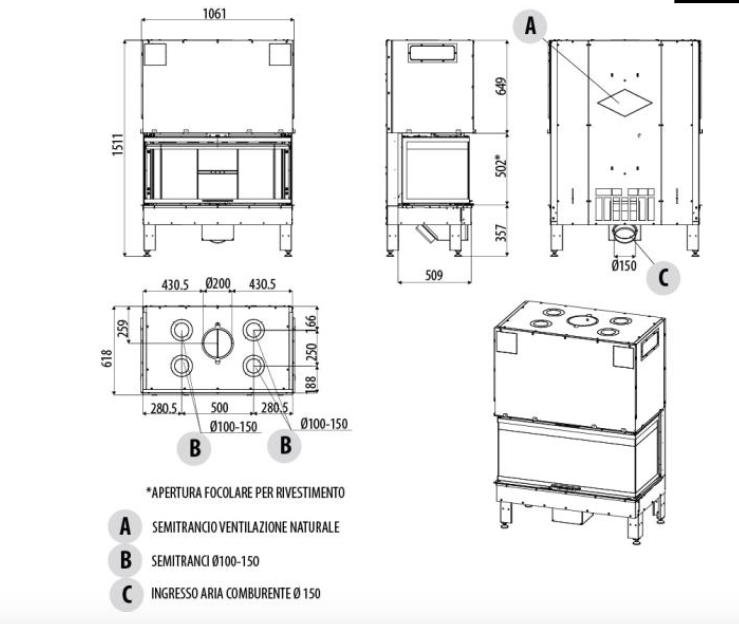 1061
A
1511
649
502*
357
509
Ø150
C
430.5 Ø200 430.5
259
618
166
250
188
280.5 500 280.5
Ø100-150
Ø100-150
B
B
*APERTURA FOCOLARE PER RIVESTIMENTO
A SEMITRANCIO VENTILAZIONE NATURALE
B SEMITRANCI Ø100-150
C INGRESSO ARIA COMBURENTE Ø 150